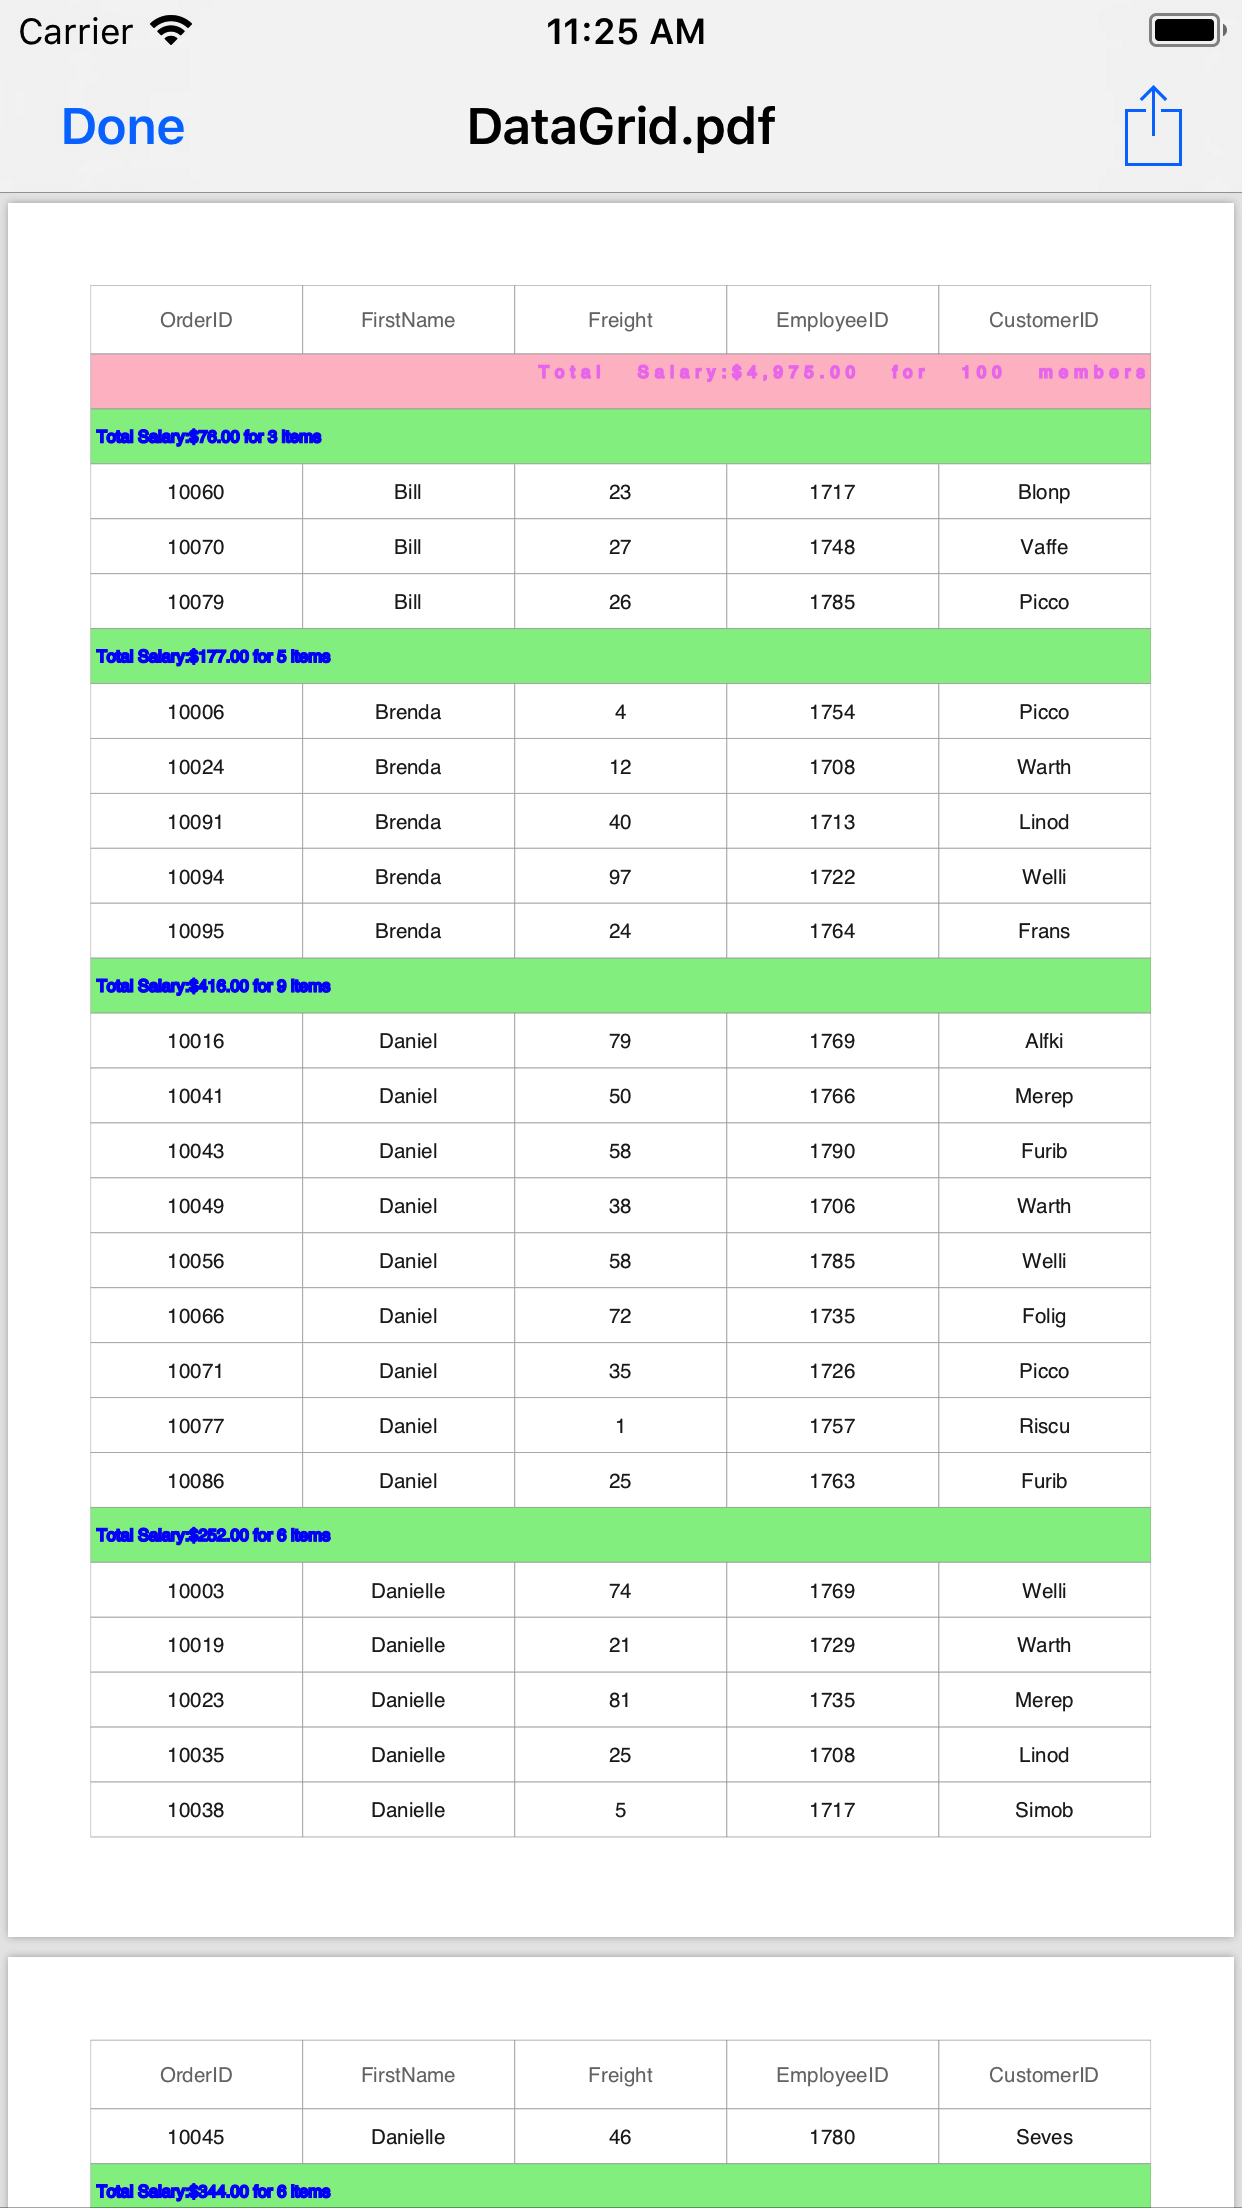 Carrier 11:25 AM
Done DataGrid.pdf
OrderID FirstName Freight EmployeeID CustomerID
Total Salary:$4,975.00 for 100 members
Total Salary:$76.00 for 3 items
10060 Bill 23 1717 Blonp
10070 Bill 27 1748 Vaffe
10079 Bill 26 1785 Picco
Total Salary:$177.00 for 5 items
10006 Brenda 4 1754 Picco
10024 Brenda 12 1708 Warth
10091 Brenda 40 1713 Linod
10094 Brenda 97 1722 Welli
10095 Brenda 24 1764 Frans
Total Salary:$416.00 for 9 items
10016 Daniel 79 1769 Alfki
10041 Daniel 50 1766 Merep
10043 Daniel 58 1790 Furib
10049 Daniel 38 1706 Warth
10056 Daniel 58 1785 Welli
10066 Daniel 72 1735 Folig
10071 Daniel 35 1726 Picco
10077 Daniel 1 1757 Riscu
10086 Daniel 25 1763 Furib
Total Salary:$252.00 for 6 items
10003 Danielle 74 1769 Welli
10019 Danielle 21 1729 Warth
10023 Danielle 81 1735 Merep
10035 Danielle 25 1708 Linod
10038 Danielle 5 1717 Simob
OrderID FirstName Freight EmployeeID CustomerID
10045 Danielle 46 1780 Seves
Total Salary:$344.00 for 6 items